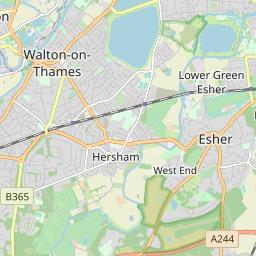 Walton-on-
Thames
Lower Green
Esher
Esher
Hersham
West End
B365
A244